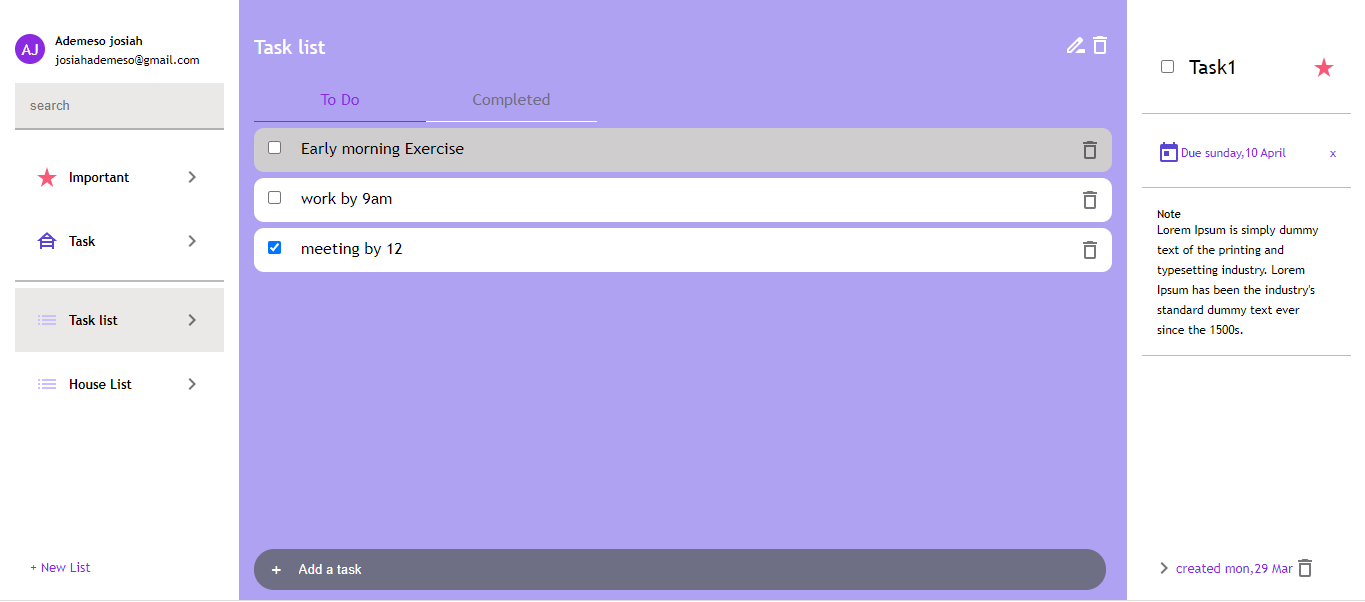 AJ
Ademeso josiah
josiahademeso@gmail.com
search
Important
Task
Task list
House List
+ New List
Task list
To Do
Completed
Early morning Exercise
work by 9am
meeting by 12
+ Add a task
Task1
Due sunday,10 April x
Note
Lorem Ipsum is simply dummy
text of the printing and
typesetting industry. Lorem
Ipsum has been the industry's
standard dummy text ever
since the 1500s.
created mon,29 Mar